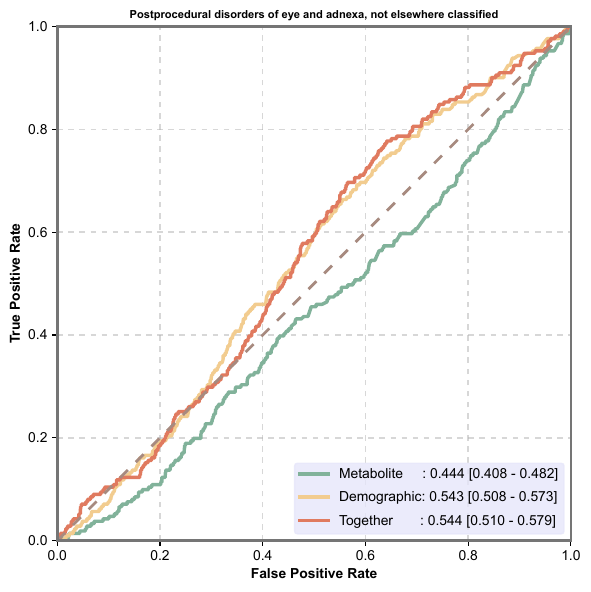 Postprocedural disorders of eye and adnexa, not elsewhere classified
1.0
0.8
0.6
0.4
0.2
0.0
True Positive Rate
Metabolite : 0.444 [0.408 - 0.482]
Demographic: 0.543 [0.508 - 0.573]
Together : 0.544 [0.510 - 0.579]
0.0 0.2 0.4 0.6 0.8 1.0
False Positive Rate